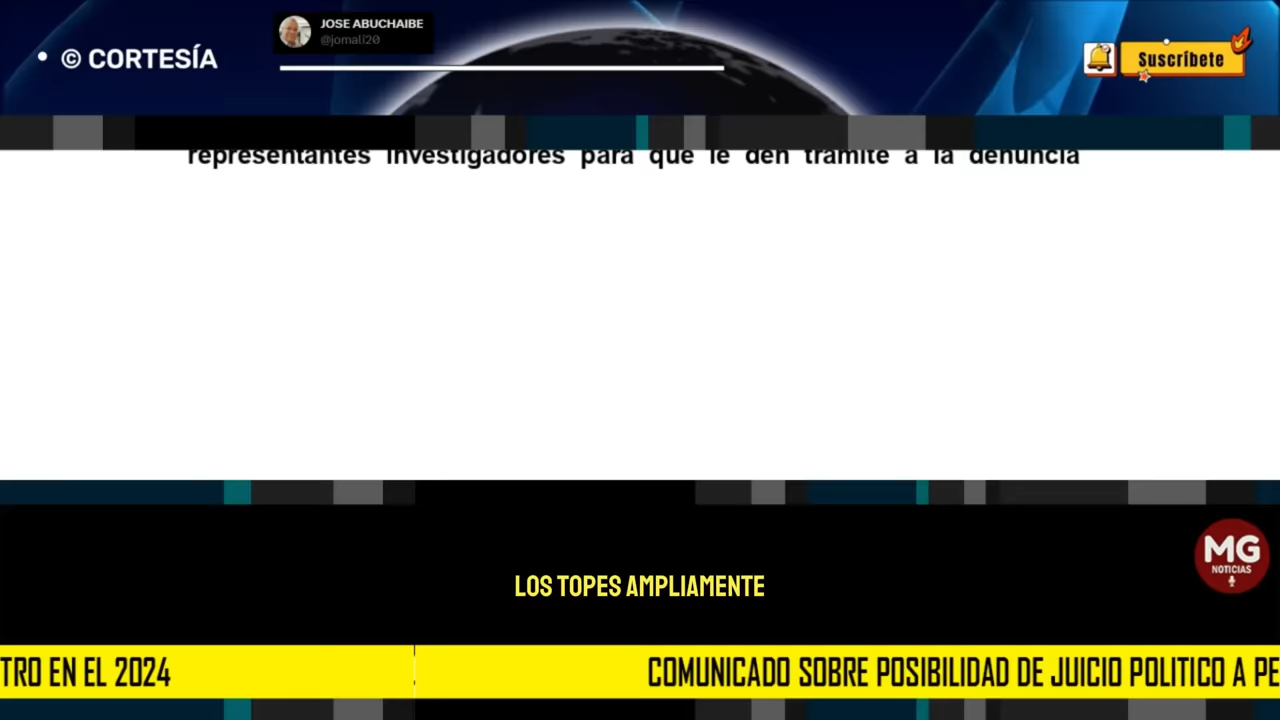 JOSE ABUCHAIBE
@jomali20
• © CORTESÍA
Suscríbete
representantes investigadores para que le den trámite a la denuncia
MG
NOTICIAS
LOS TOPES AMPLIAMENTE
TRO EN EL 2024
COMUNICADO SOBRE POSIBILIDAD DE JUICIO POLITICO A PE